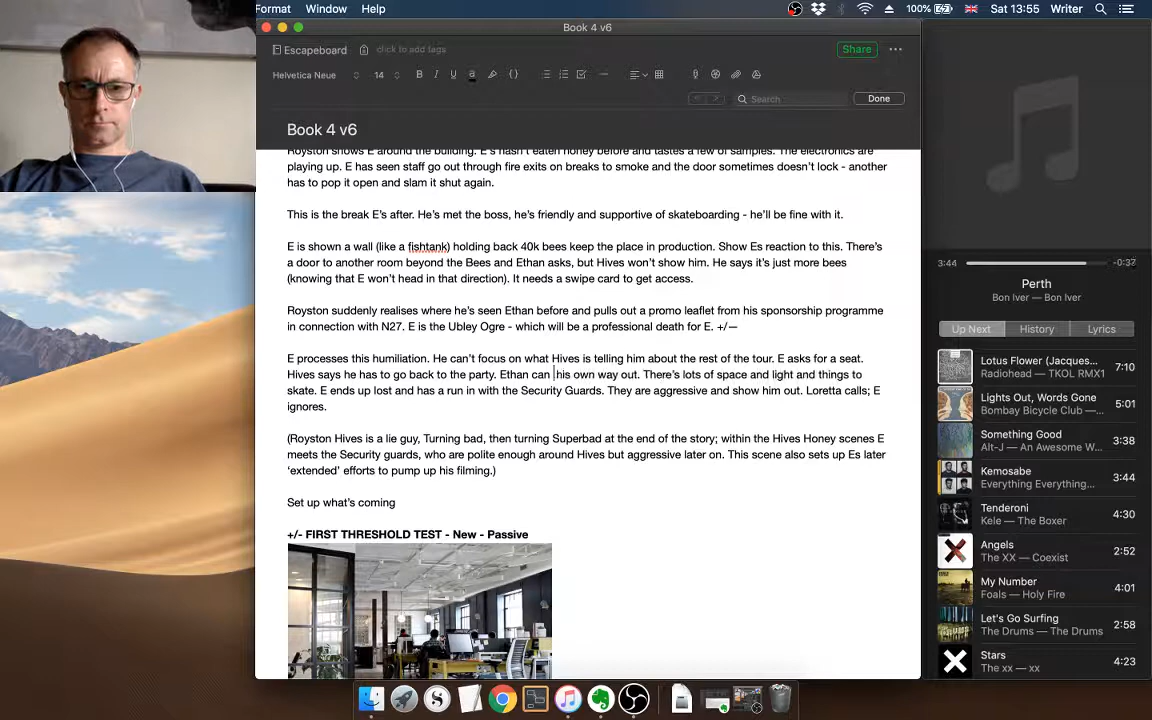 Format Window Help
100% Sat 13:55 Writer
Book 4 v6
Escapeboard click to add tags
Share
Helvetica Neue 14 B I U a { }
Search Done
Book 4 v6
Royston shows E around the building. E's hasn't eaten honey before and tastes a few of samples. The electronics are
playing up. E has seen staff go out through fire exits on breaks to smoke and the door sometimes doesn't lock - another
has to pop it open and slam it shut again.
This is the break E's after. He's met the boss, he's friendly and supportive of skateboarding - he'll be fine with it.
E is shown a wall (like a fishtank) holding back 40k bees keep the place in production. Show Es reaction to this. There's
a door to another room beyond the Bees and Ethan asks, but Hives won't show him. He says it's just more bees
(knowing that E won't head in that direction). It needs a swipe card to get access.
Royston suddenly realises where he's seen Ethan before and pulls out a promo leaflet from his sponsorship programme
in connection with N27. E is the Ubley Ogre - which will be a professional death for E. +/—
E processes this humiliation. He can't focus on what Hives is telling him about the rest of the tour. E asks for a seat.
Hives says he has to go back to the party. Ethan can his own way out. There's lots of space and light and things to
skate. E ends up lost and has a run in with the Security Guards. They are aggressive and show him out. Loretta calls; E
ignores.
(Royston Hives is a lie guy, Turning bad, then turning Superbad at the end of the story; within the Hives Honey scenes E
meets the Security guards, who are polite enough around Hives but aggressive later on. This scene also sets up Es later
‘extended’ efforts to pump up his filming.)
Set up what's coming
+/- FIRST THRESHOLD TEST - New - Passive
3:44 -0:37
Perth
Bon Iver — Bon Iver
Up Next History Lyrics
Lotus Flower (Jacques...
Radiohead — TKOL RMX1
7:10
Lights Out, Words Gone
Bombay Bicycle Club —...
5:01
Something Good
Alt-J — An Awesome W...
3:38
Kemosabe
Everything Everything...
3:44
Tenderoni
Kele — The Boxer
4:30
Angels
The XX — Coexist
2:52
My Number
Foals — Holy Fire
4:01
Let's Go Surfing
The Drums — The Drums
2:58
Stars
The xx — xx
4:23